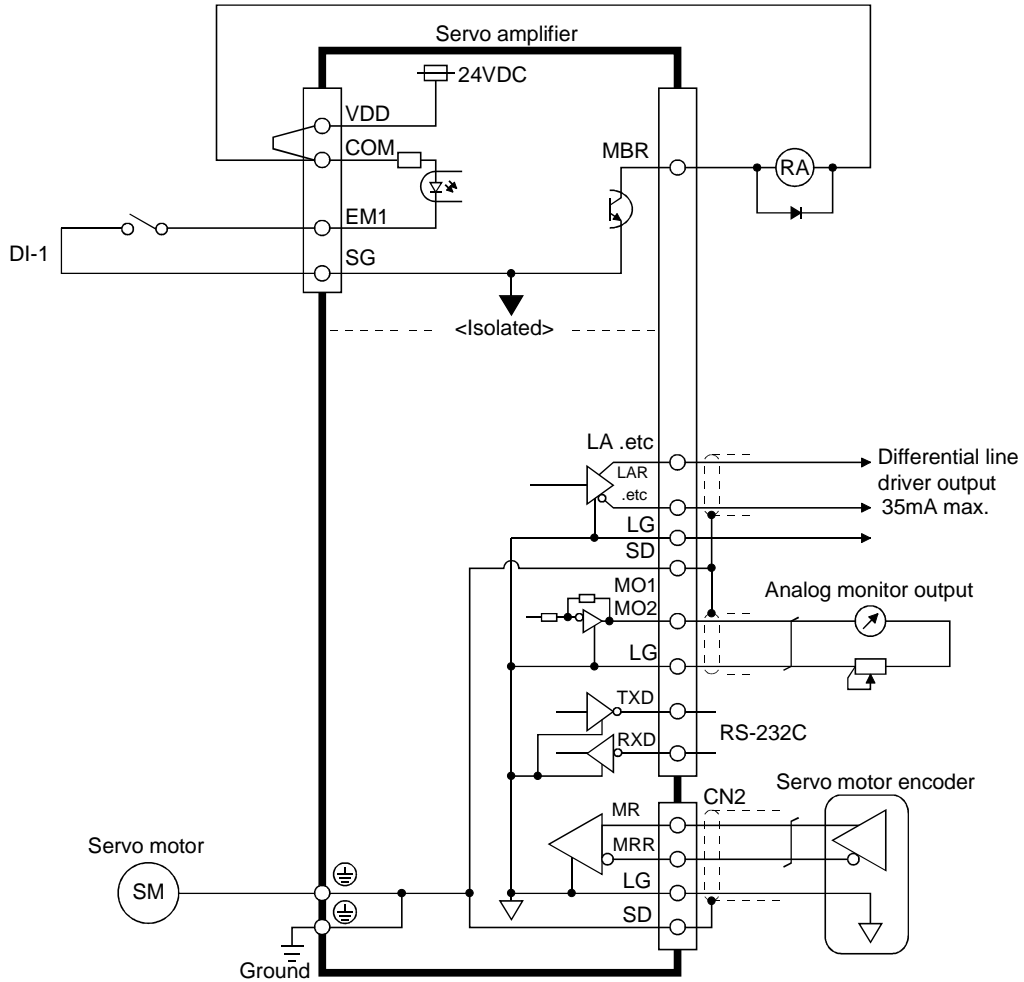 Servo amplifier
24VDC
VDD
COM
MBR
RA
EM1
DI-1
SG
<Isolated>
LA .etc
LAR
.etc
Differential line
driver output
35mA max.
LG
SD
MO1
MO2
Analog monitor output
LG
TXD
RXD
RS-232C
CN2
Servo motor encoder
MR
MRR
LG
SD
Servo motor
SM
Ground